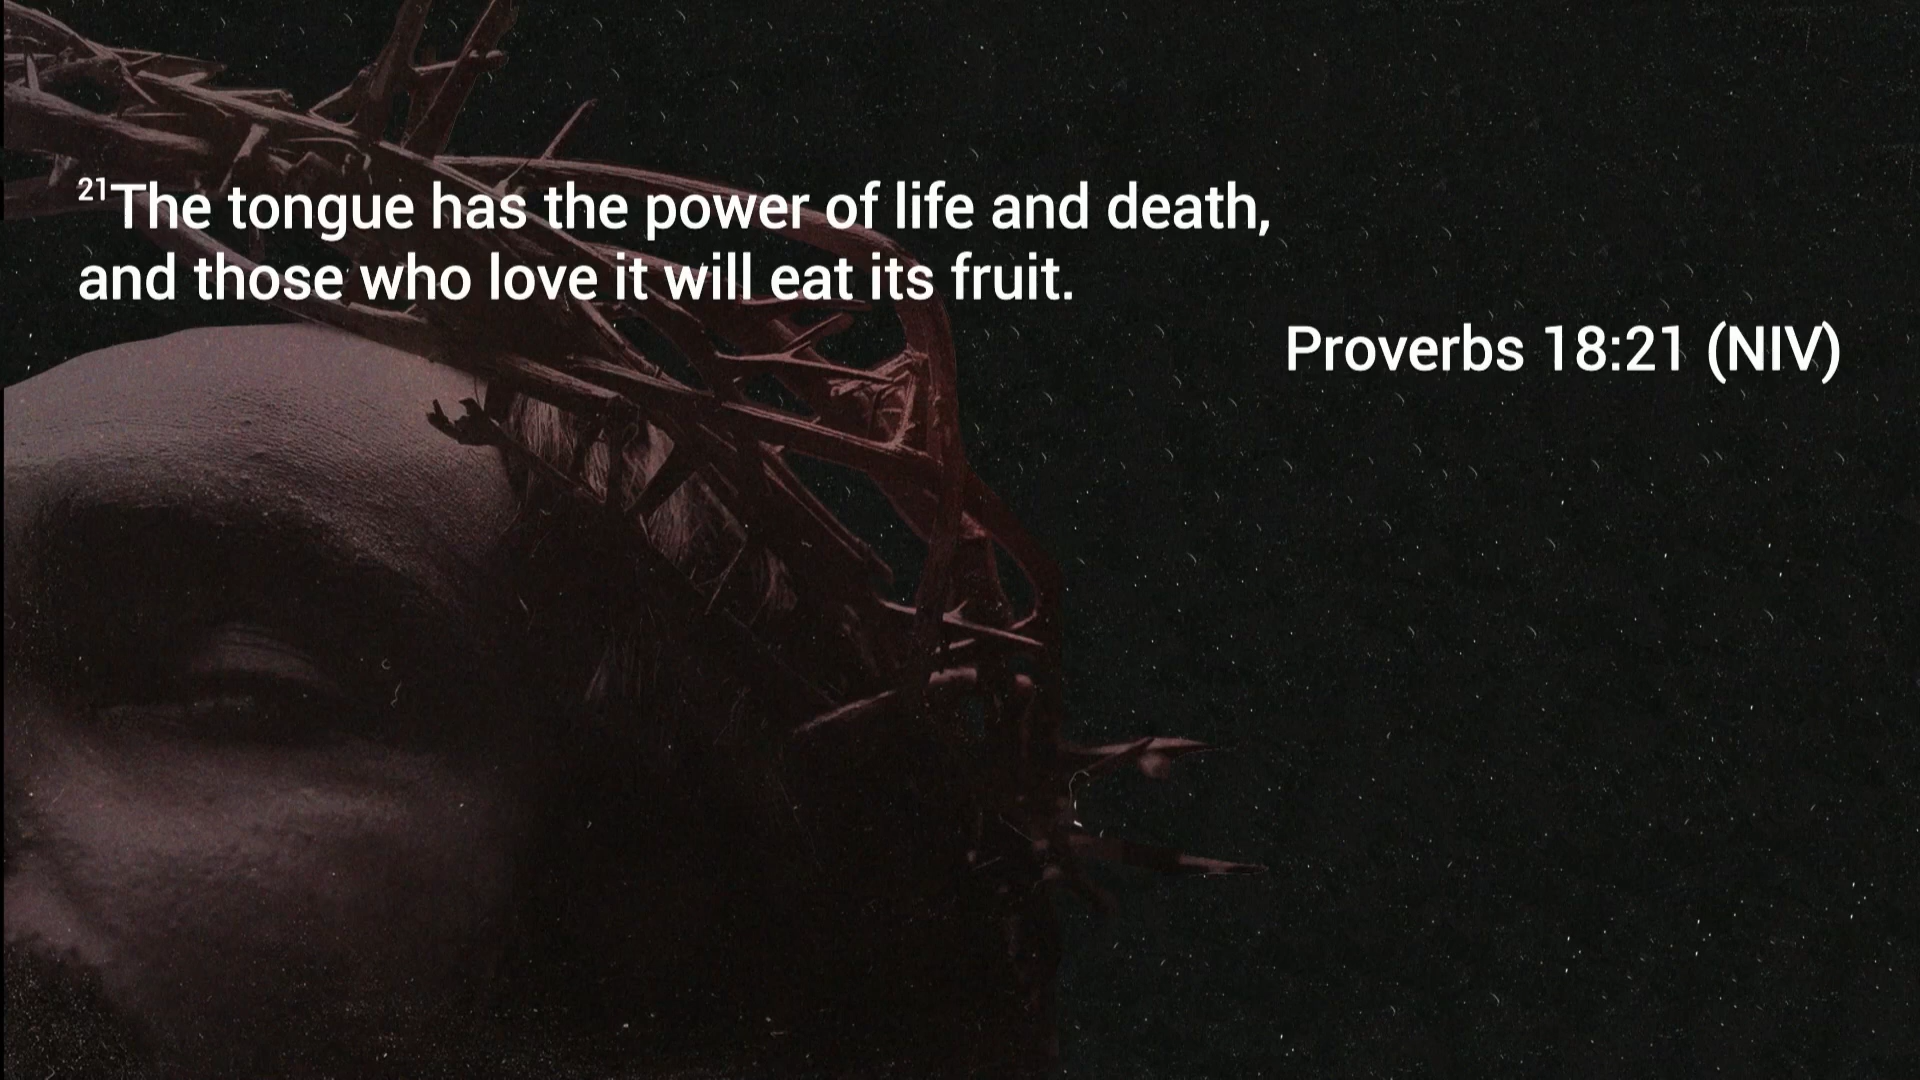 21The tongue has the power of life and death,
and those who love it will eat its fruit.
Proverbs 18:21 (NIV)